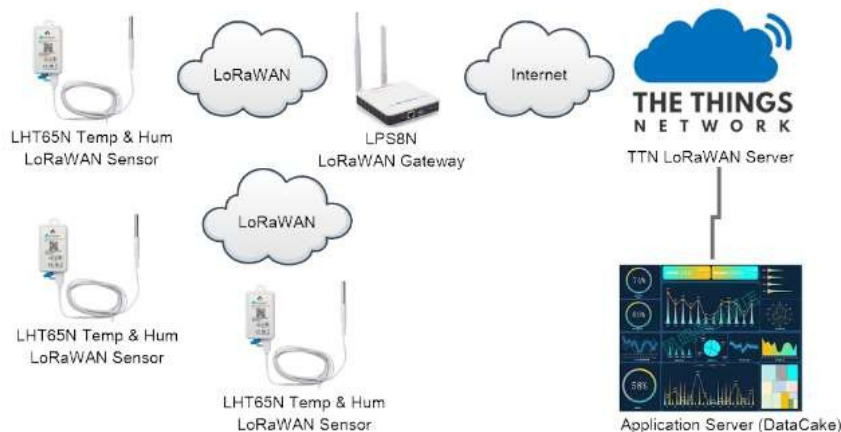 LoRaWAN
Internet
THE THINGS
NETWORK
LHT65N Temp & Hum
LoRaWAN Sensor
LPS8N
LoRaWAN Gateway
TTN LoRaWAN Server
LoRaWAN
LHT65N Temp & Hum
LoRaWAN Sensor
58%
LHT65N Temp & Hum
LoRaWAN Sensor
Application Server (DataCake)